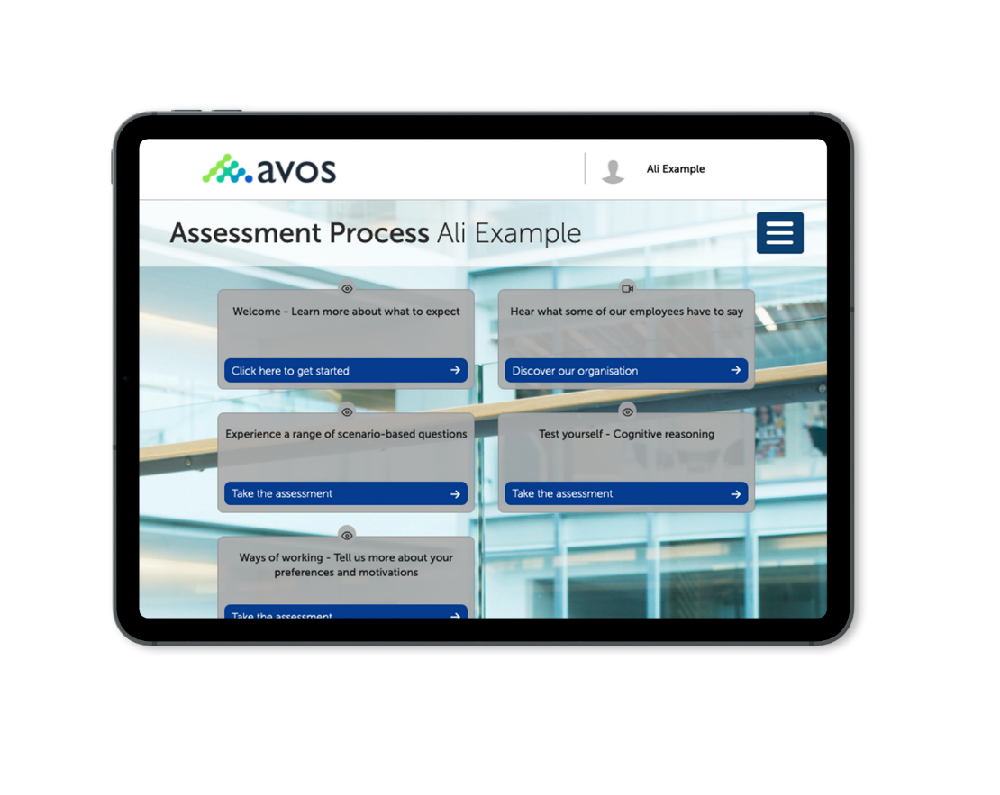 avos
Ali Example
Assessment Process Ali Example
Welcome - Learn more about what to expect
Click here to get started
Hear what some of our employees have to say
Discover our organisation
Experience a range of scenario-based questions
Take the assessment
Test yourself - Cognitive reasoning
Take the assessment
Ways of working - Tell us more about your
preferences and motivations
Take the assessment